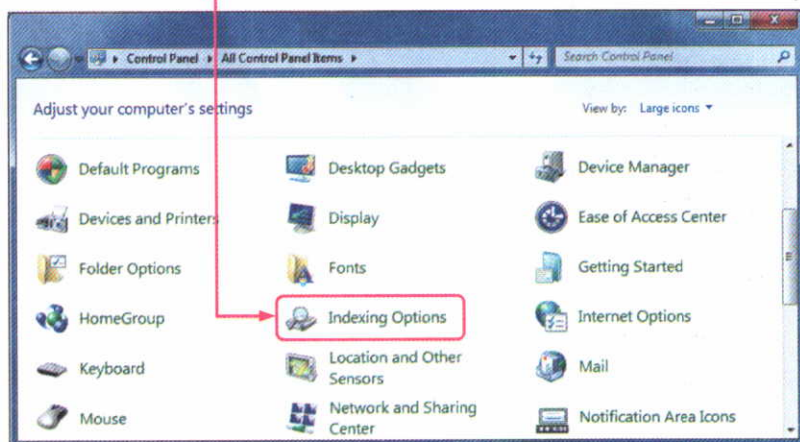 Control Panel ▸ All Control Panel Items ▸
Search Control Panel
Adjust your computer's settings
View by: Large icons
Default Programs
Desktop Gadgets
Device Manager
Devices and Printers
Display
Ease of Access Center
Folder Options
Fonts
Getting Started
HomeGroup
Indexing Options
Internet Options
Keyboard
Location and Other
Sensors
Mail
Mouse
Network and Sharing
Center
Notification Area Icons